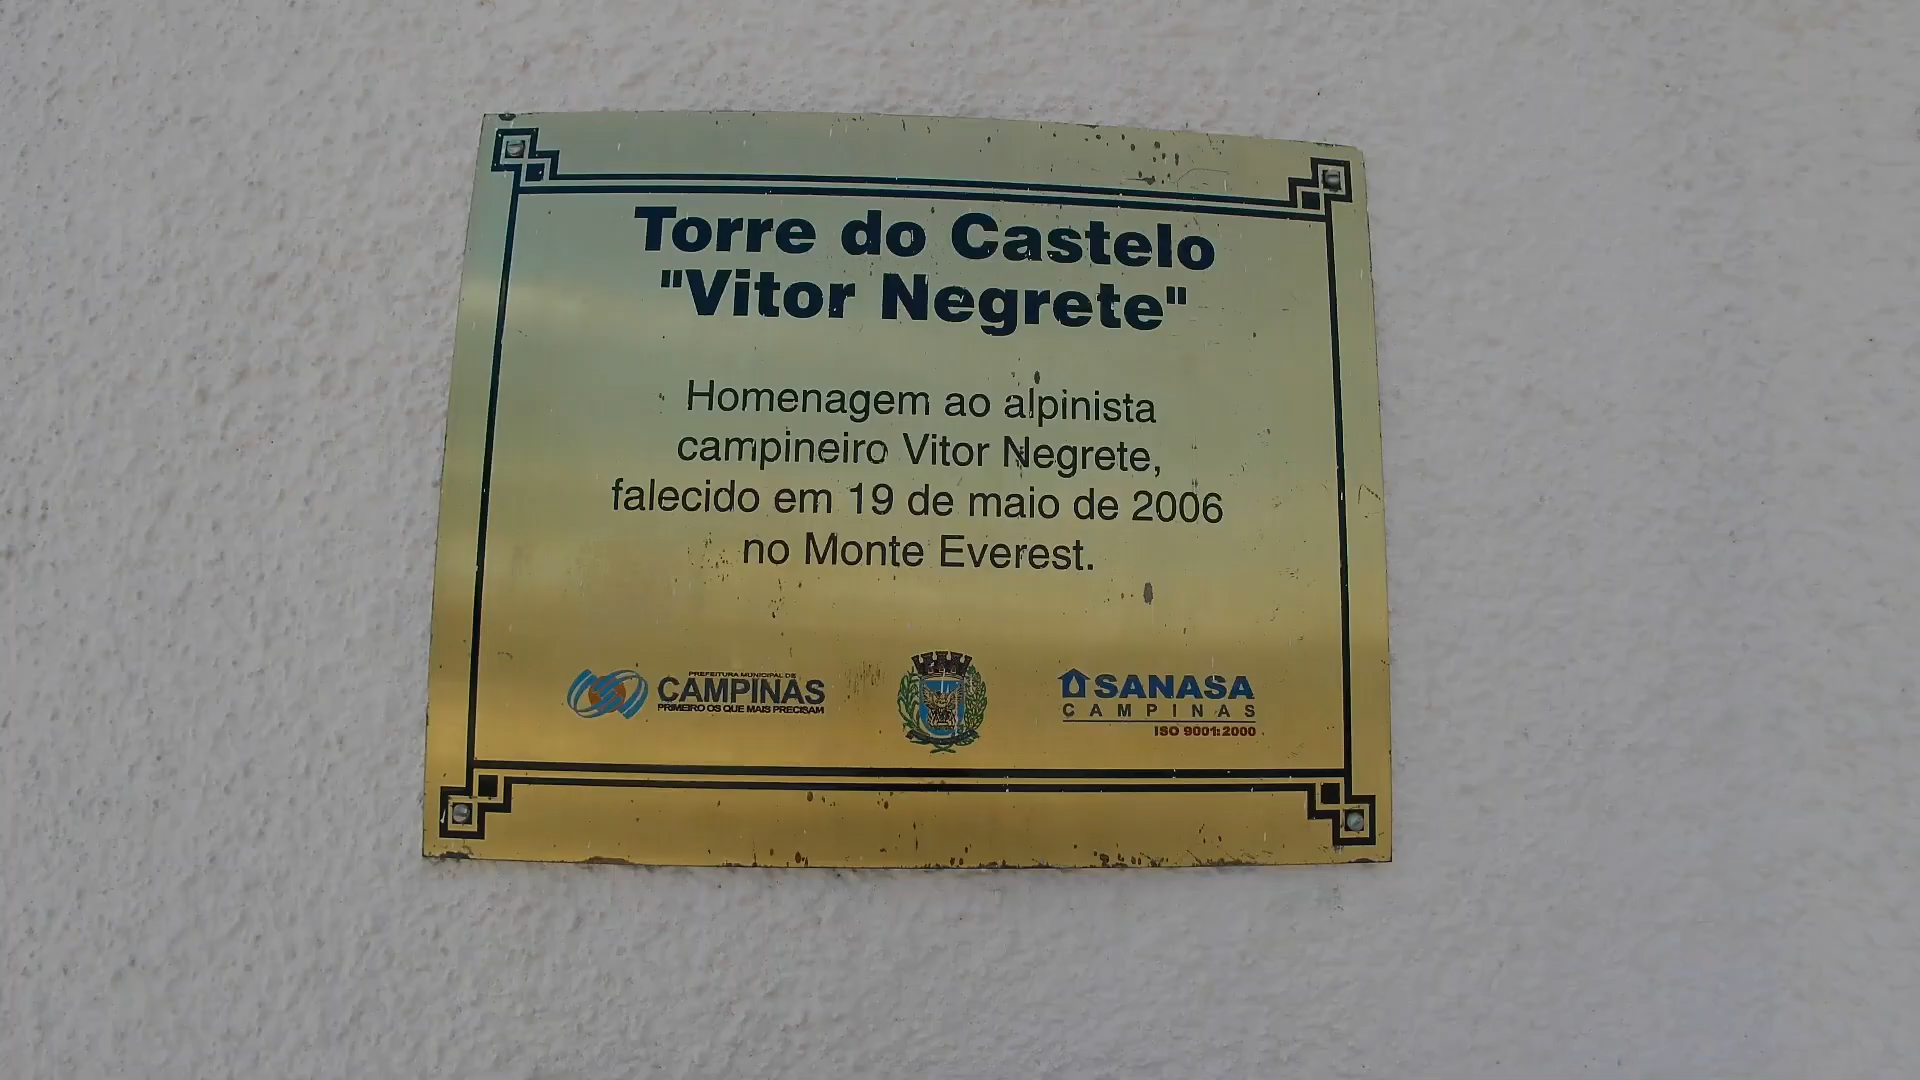 Torre do Castelo
"Vitor Negrete"
Homenagem ao alpinista
campineiro Vitor Negrete,
falecido em 19 de maio de 2006
no Monte Everest.
PREFEITURA MUNICIPAL DE
CAMPINAS
PRIMEIRO OS QUE MAIS PRECISAM
SANASA
CAMPINAS
ISO 9001:2000